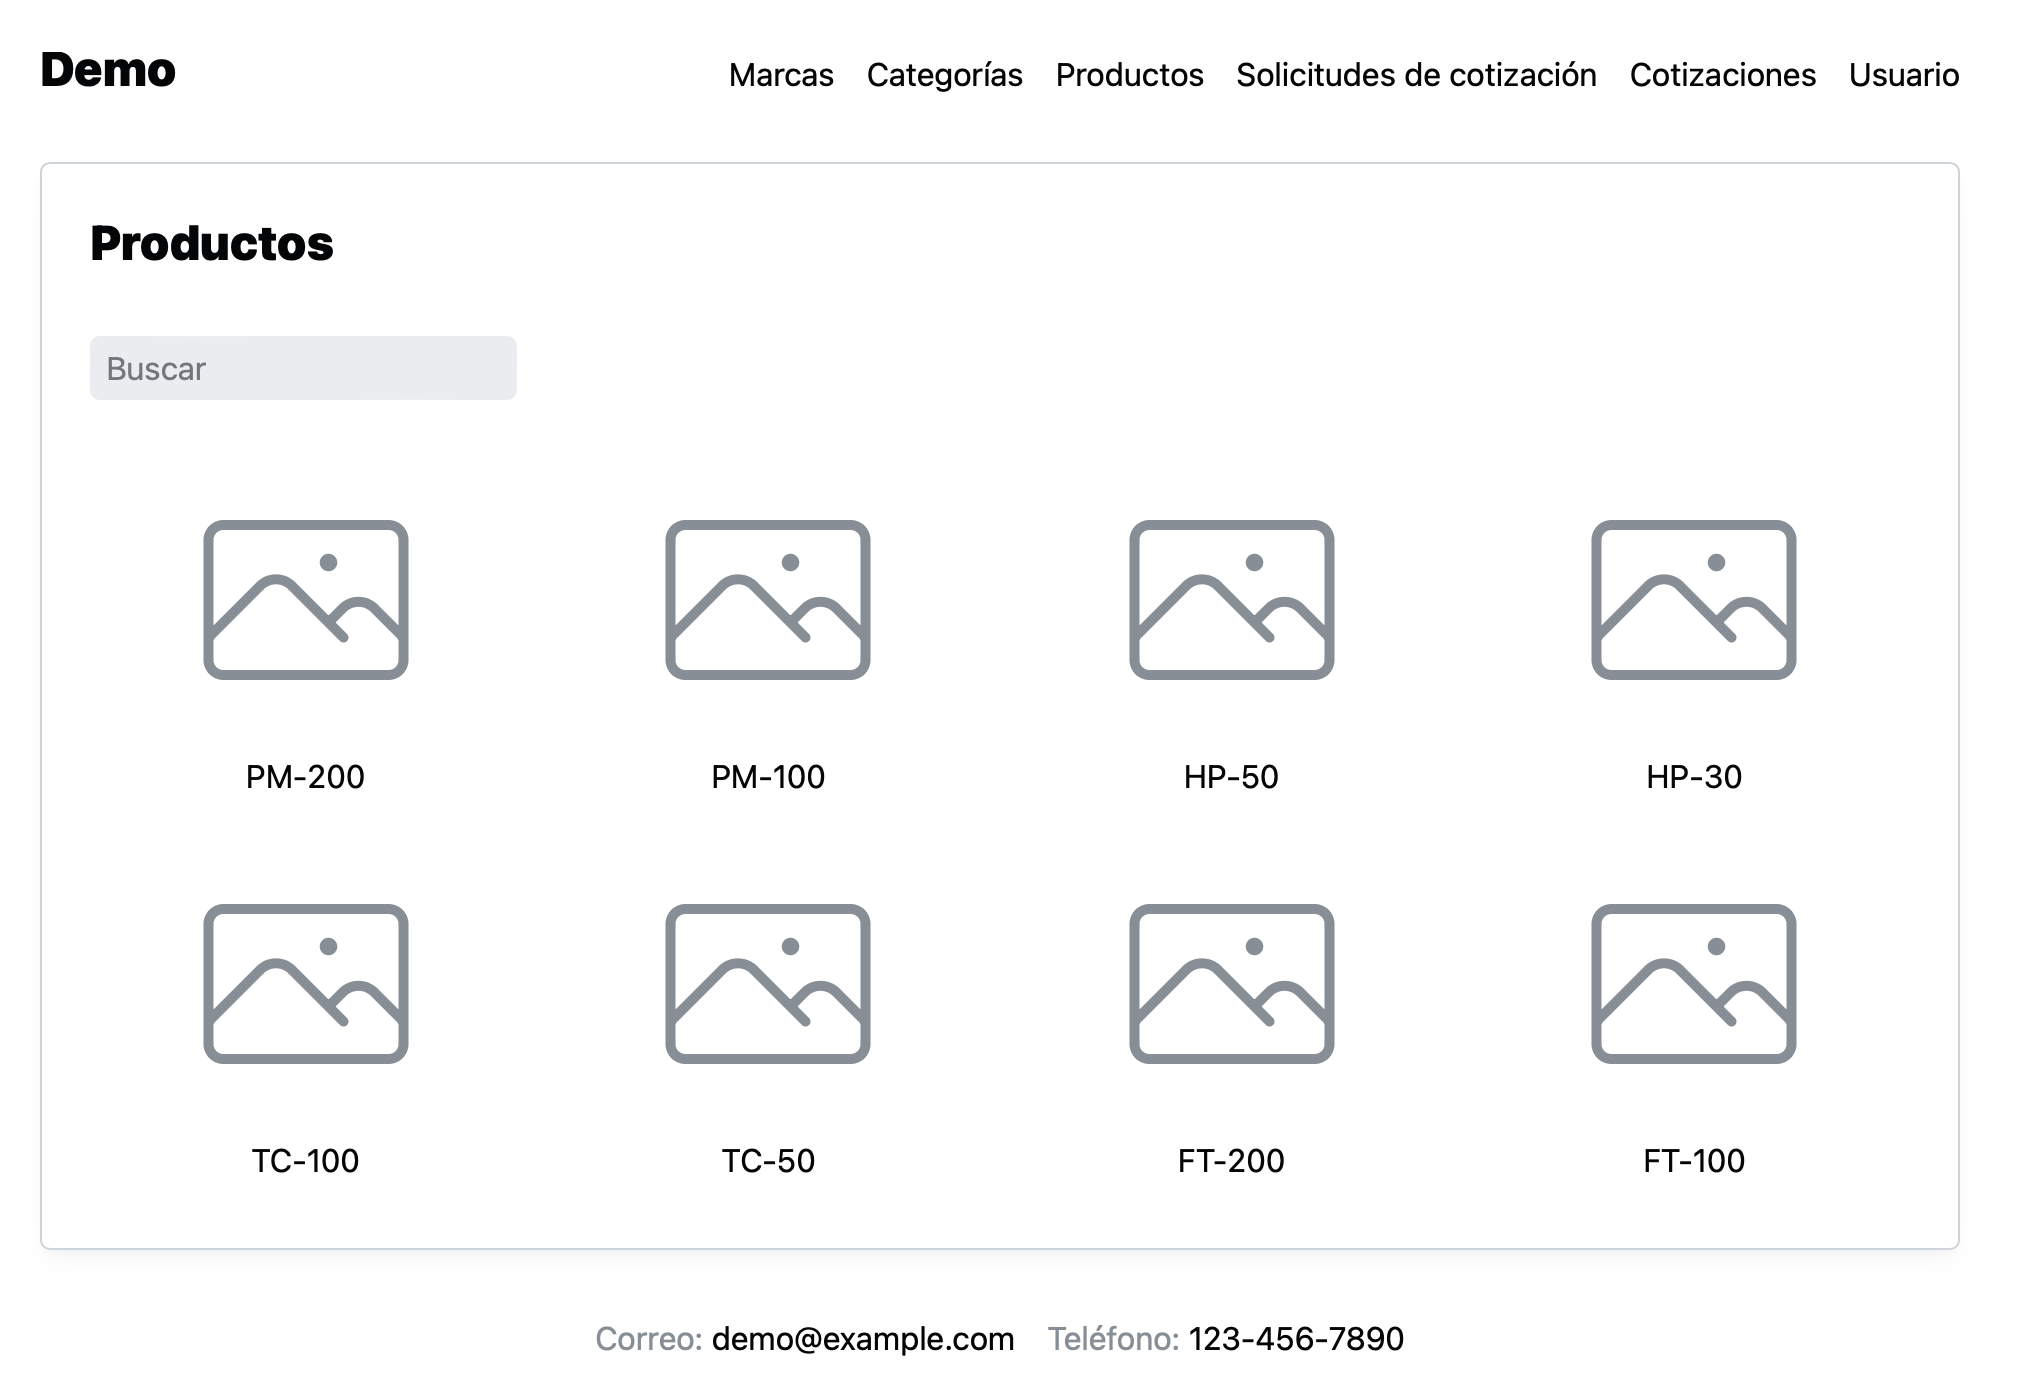 Demo
Marcas Categorías Productos Solicitudes de cotización Cotizaciones Usuario
Productos
Buscar
PM-200 PM-100 HP-50 HP-30
TC-100 TC-50 FT-200 FT-100
Correo: demo@example.com Teléfono: 123-456-7890